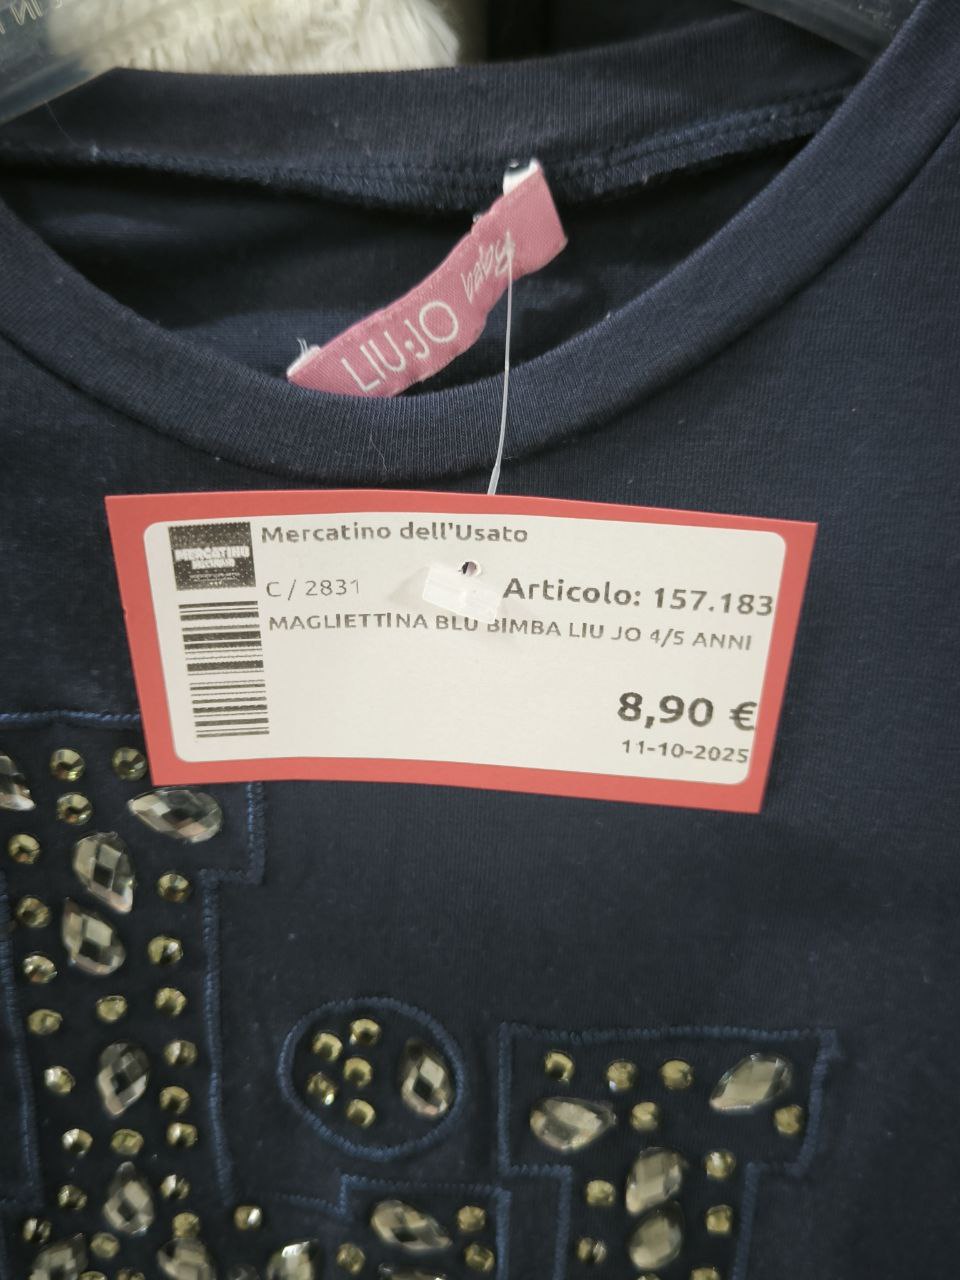 LIU·JO baby
Mercatino dell'Usato
MERCATINO
C / 2831
Articolo: 157.183
MAGLIETTINA BLU BIMBA LIU JO 4/5 ANNI
8,90 €
11-10-2025